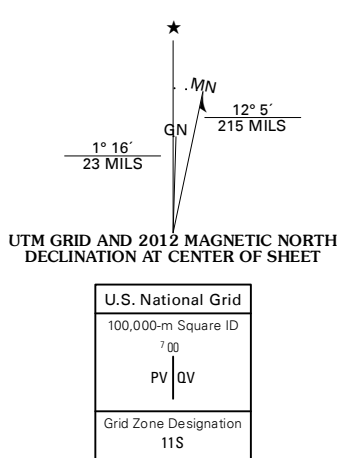 ★
MN
12° 5´
215 MILS
GN
1° 16´
23 MILS
UTM GRID AND 2012 MAGNETIC NORTH
DECLINATION AT CENTER OF SHEET
U.S. National Grid
100,000-m Square ID
⁷00
PV QV
Grid Zone Designation
11S